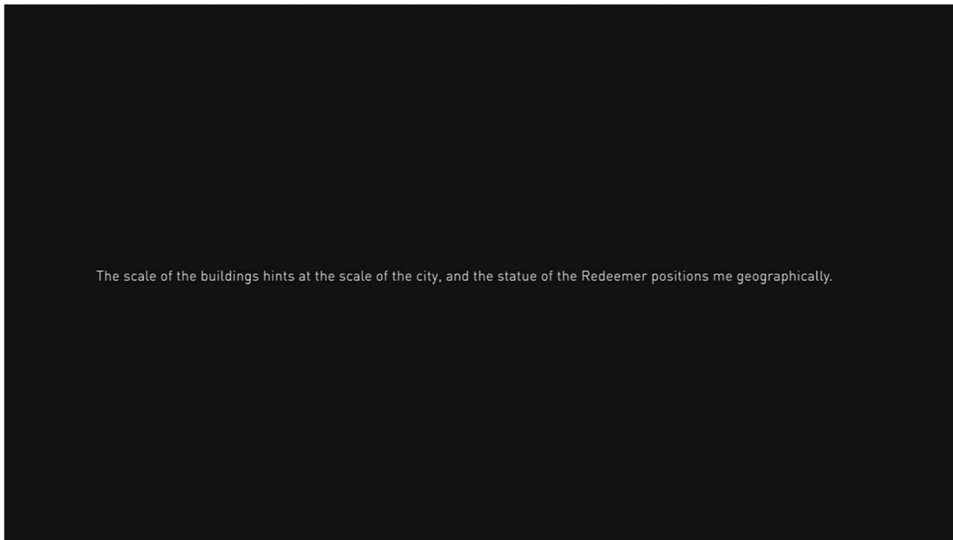 The scale of the buildings hints at the scale of the city, and the statue of the Redeemer positions me geographically.